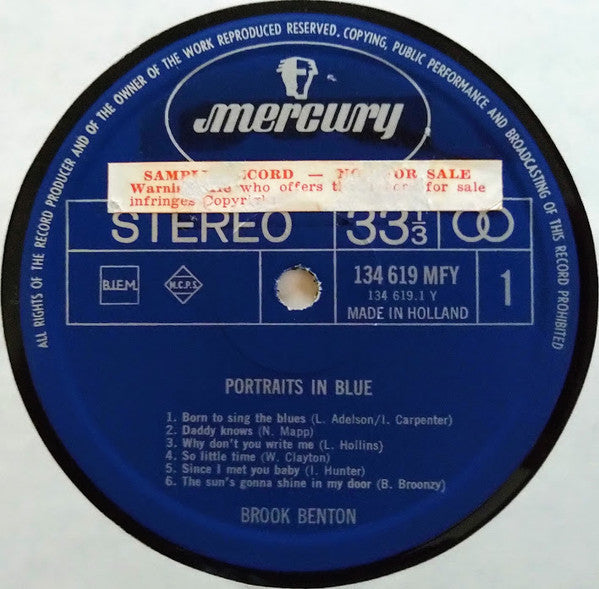 ALL RIGHTS OF THE RECORD PRODUCER AND OF THE OWNER OF THE WORK REPRODUCED RESERVED. COPYING, PUBLIC PERFORMANCE AND BROADCASTING OF THIS RECORD PROHIBITED
mercury
SAMPL RECORD — NOT FOR SALE
who offers for sale
infringes
STEREO 33 1/3
B.I.E.M. M.C.P.S. 134 619 MFY 1
134 619.1 Y
MADE IN HOLLAND
PORTRAITS IN BLUE
1. Born to sing the blues (L. Adelson/I. Carpenter)
2. Daddy knows (N. Mapp)
3. Why don't you write me (L. Hollins)
4. So little time (W. Clayton)
5. Since I met you baby (I. Hunter)
6. The sun's gonna shine in my door (B. Broonzy)
BROOK BENTON